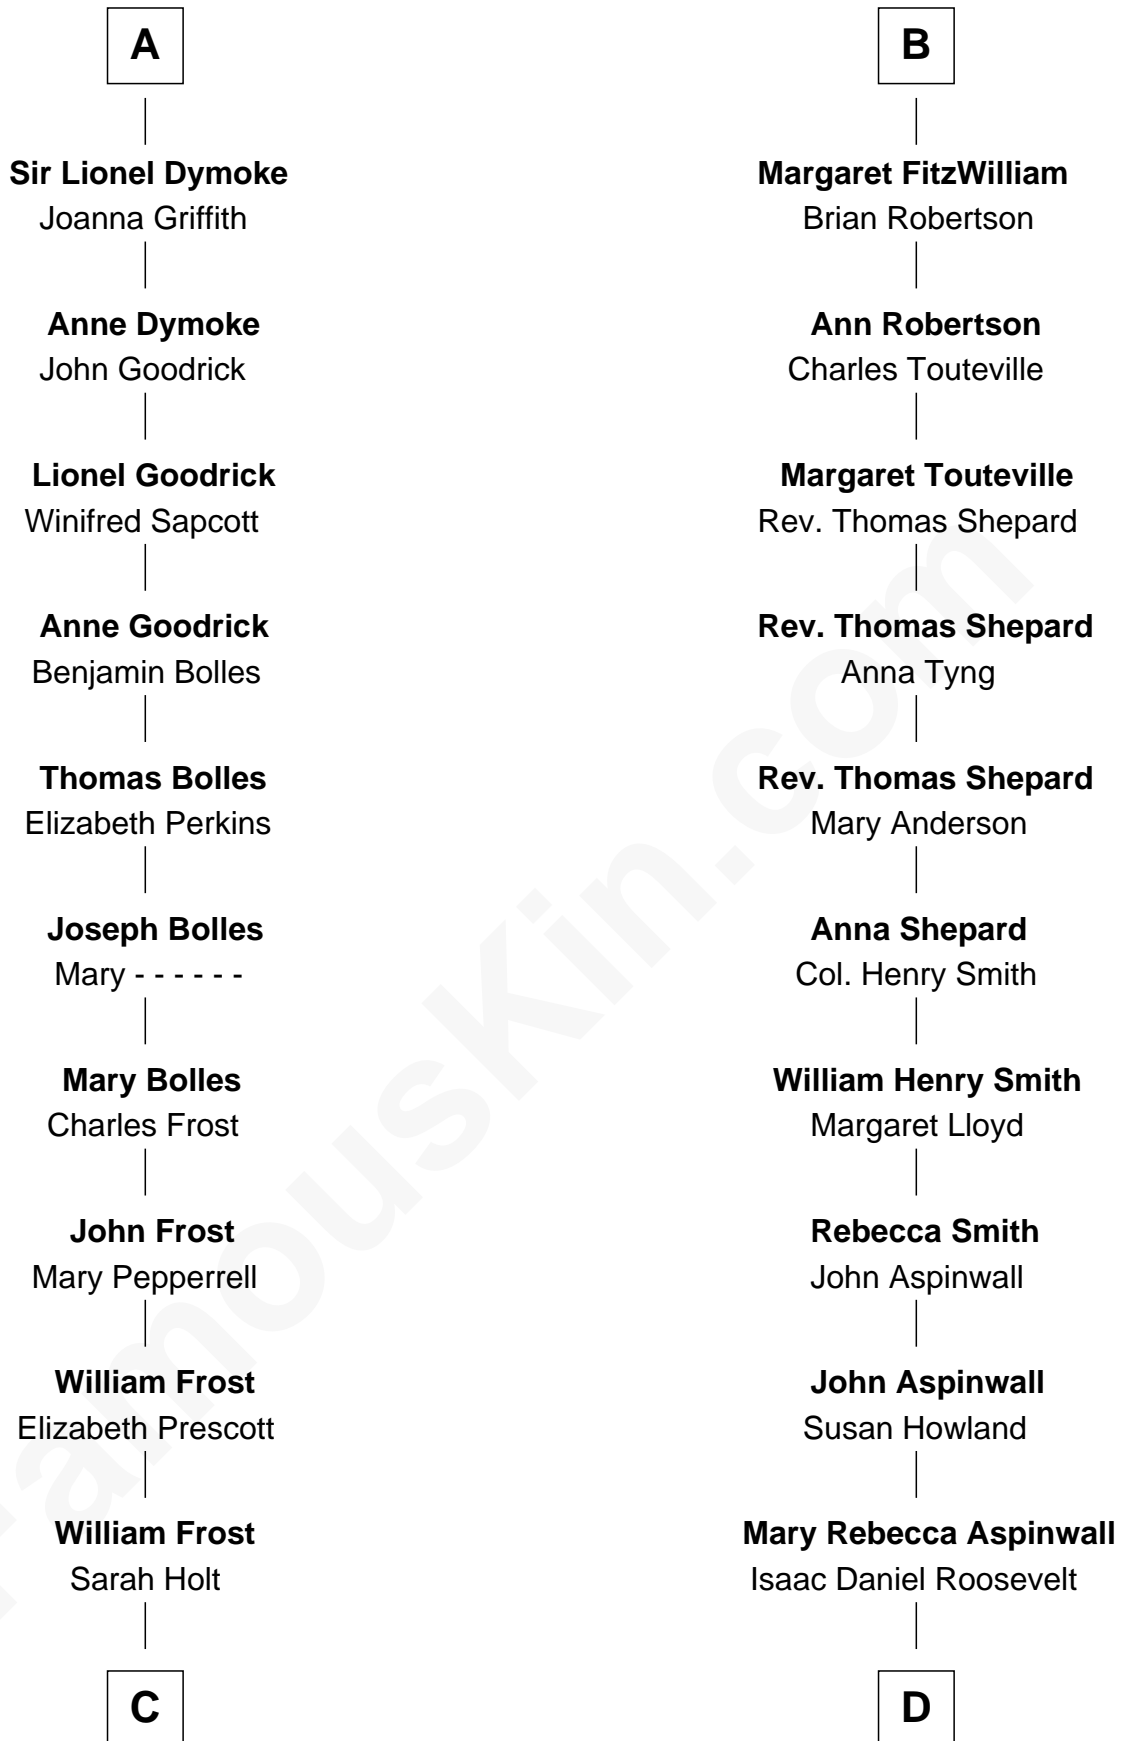 A
Sir Lionel Dymoke
Joanna Griffith
Anne Dymoke
John Goodrick
Lionel Goodrick
Winifred Sapcott
Anne Goodrick
Benjamin Bolles
Thomas Bolles
Elizabeth Perkins
Joseph Bolles
Mary - - - - - -
Mary Bolles
Charles Frost
John Frost
Mary Pepperrell
William Frost
Elizabeth Prescott
William Frost
Sarah Holt
C
B
Margaret FitzWilliam
Brian Robertson
Ann Robertson
Charles Touteville
Margaret Touteville
Rev. Thomas Shepard
Rev. Thomas Shepard
Anna Tyng
Rev. Thomas Shepard
Mary Anderson
Anna Shepard
Col. Henry Smith
William Henry Smith
Margaret Lloyd
Rebecca Smith
John Aspinwall
John Aspinwall
Susan Howland
Mary Rebecca Aspinwall
Isaac Daniel Roosevelt
D
FamousKin.com